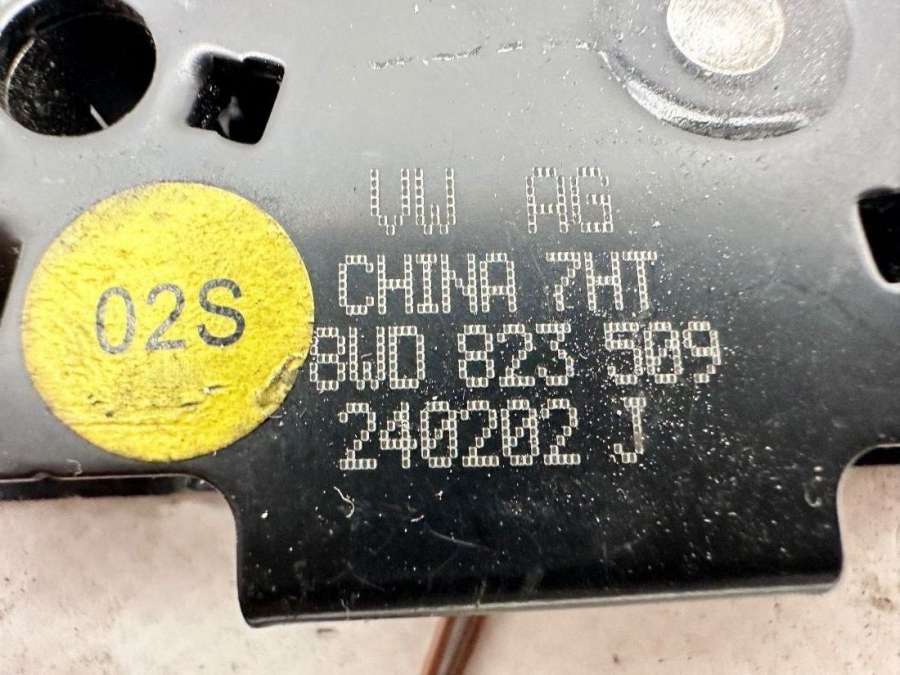 VW AG
CHINA 7HT
8WD 823 509
240202 J
02S